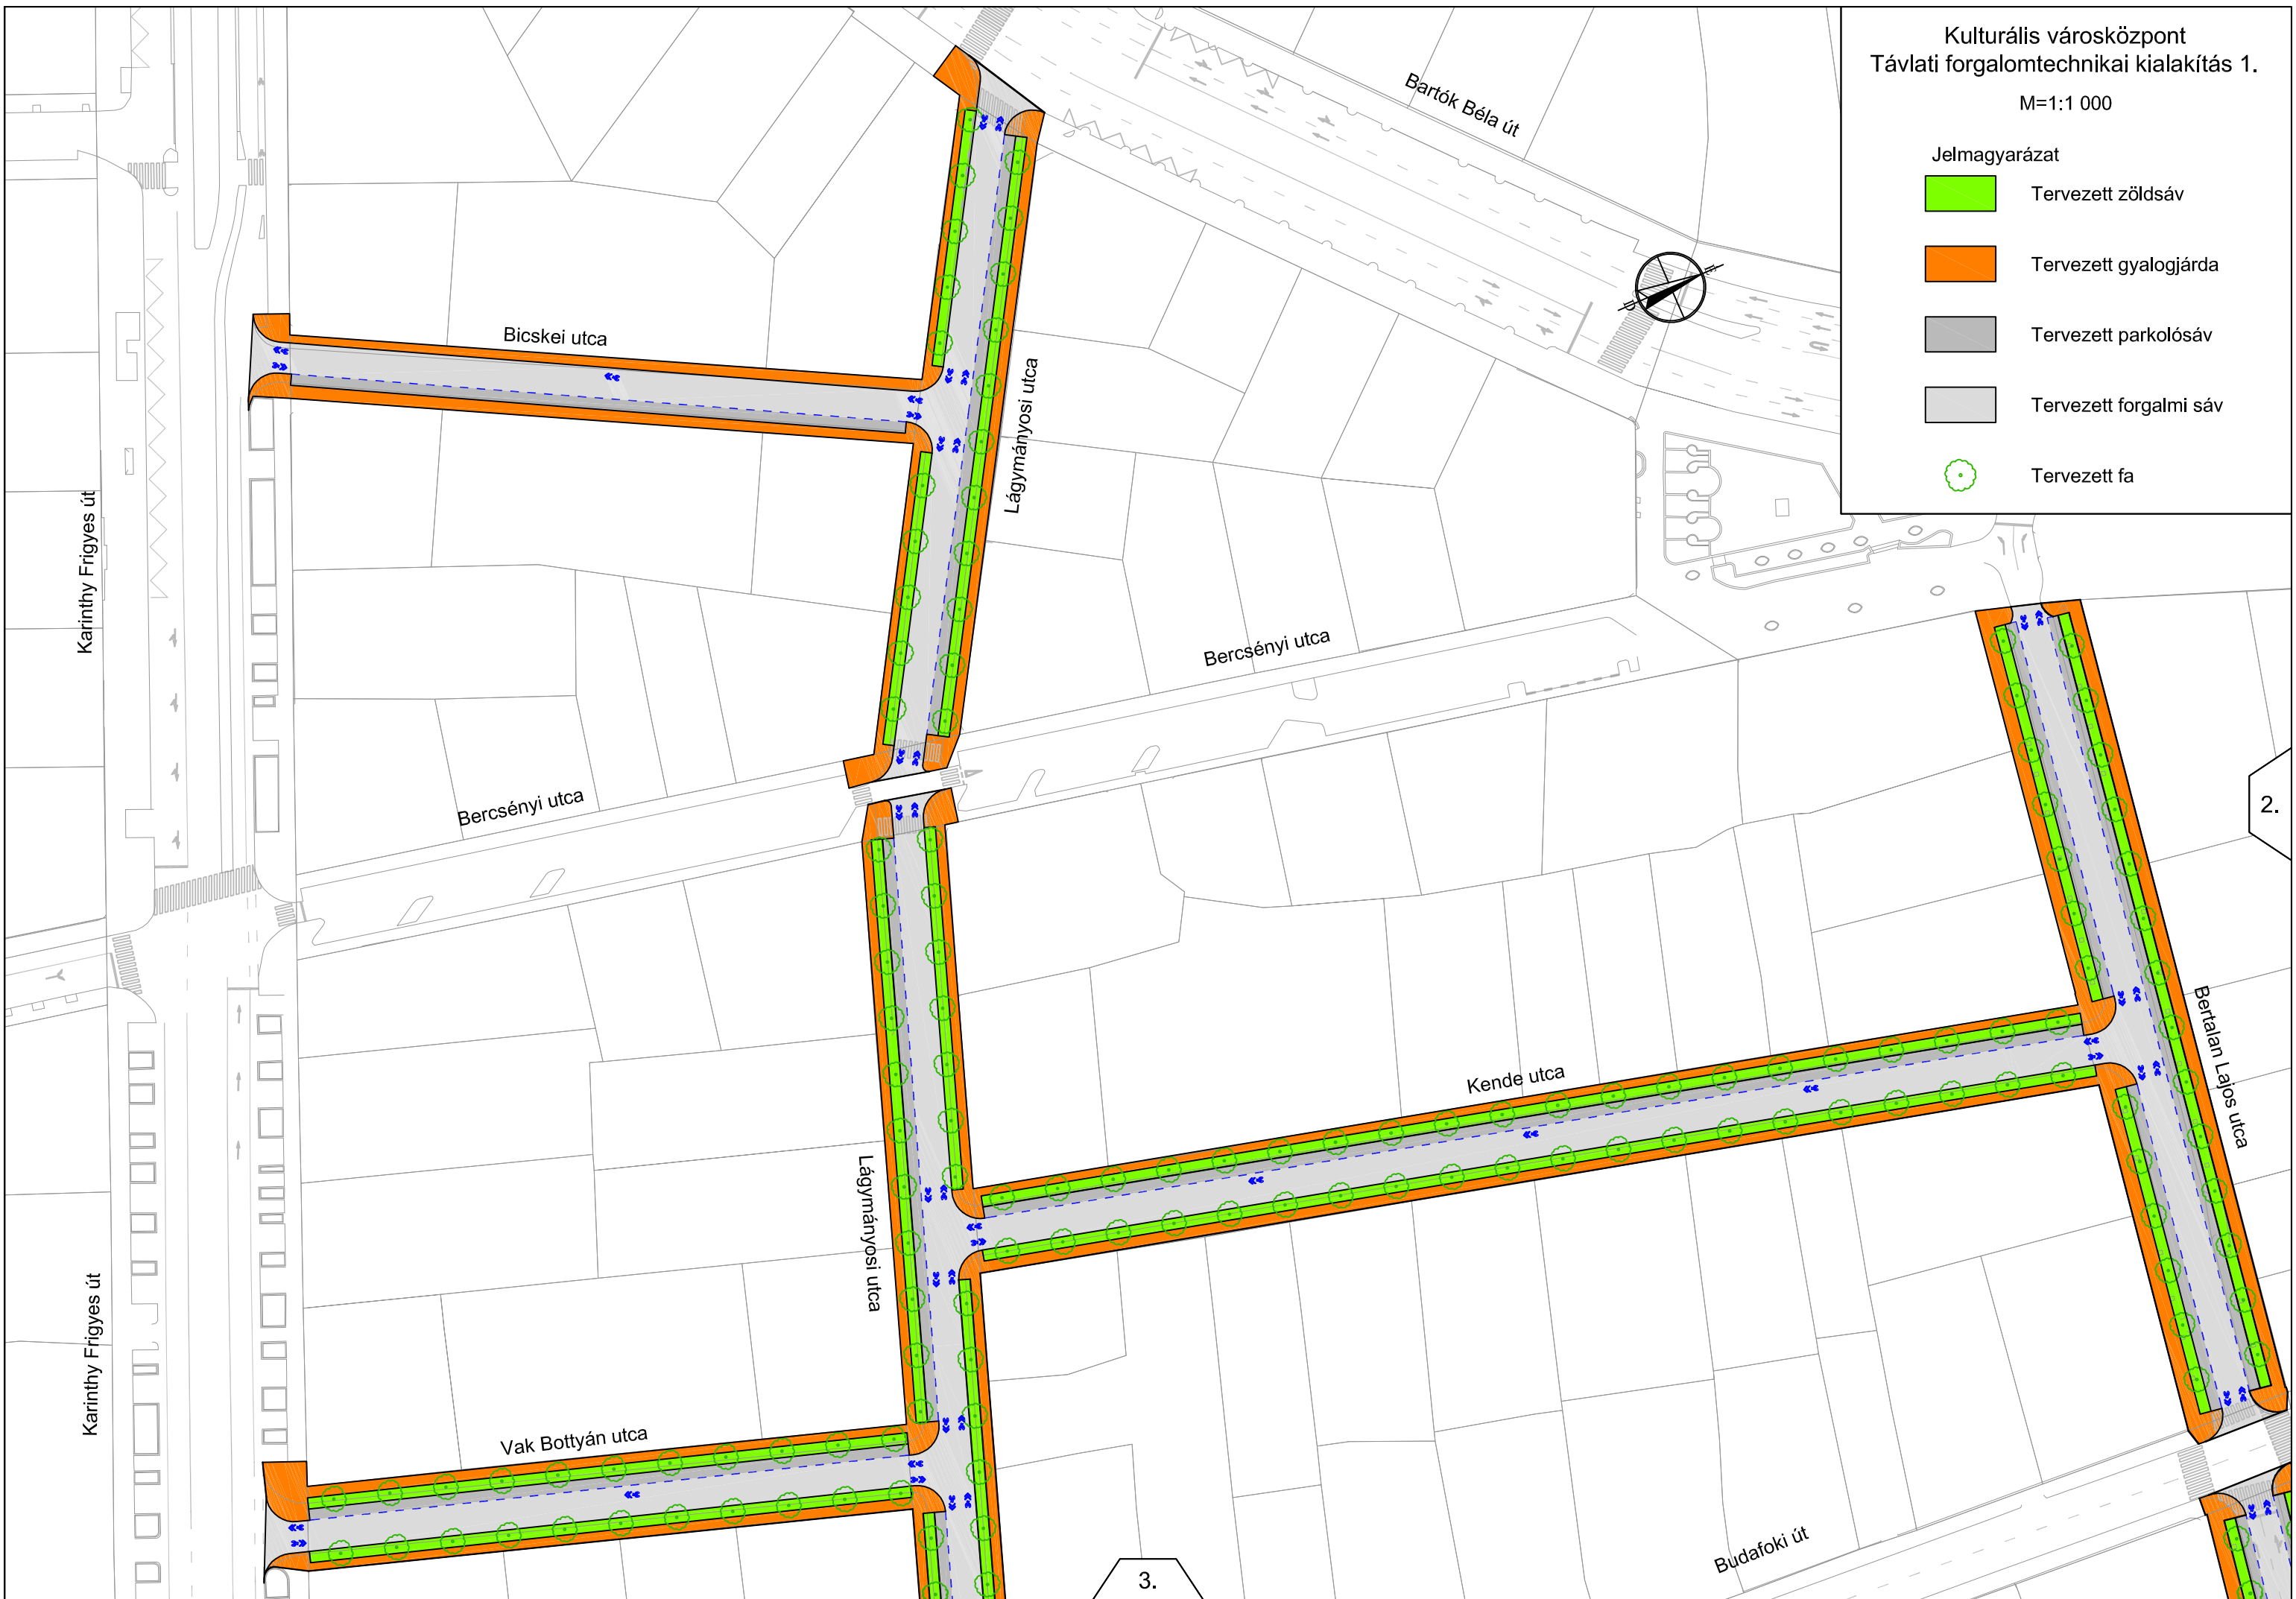 Kulturális városközpont
Távlati forgalomtechnikai kialakítás 1.
M=1:1 000
Jelmagyarázat
Tervezett zöldsáv
Tervezett gyalogjárda
Tervezett parkolósáv
Tervezett forgalmi sáv
Tervezett fa
Bartók Béla út
É
D
Bicskei utca
Lágymányosi utca
Karinthy Frigyes út
Bercsényi utca
Bercsényi utca
2.
Bertalan Lajos utca
Kende utca
Lágymányosi utca
Karinthy Frigyes út
Vak Bottyán utca
Budafoki út
3.